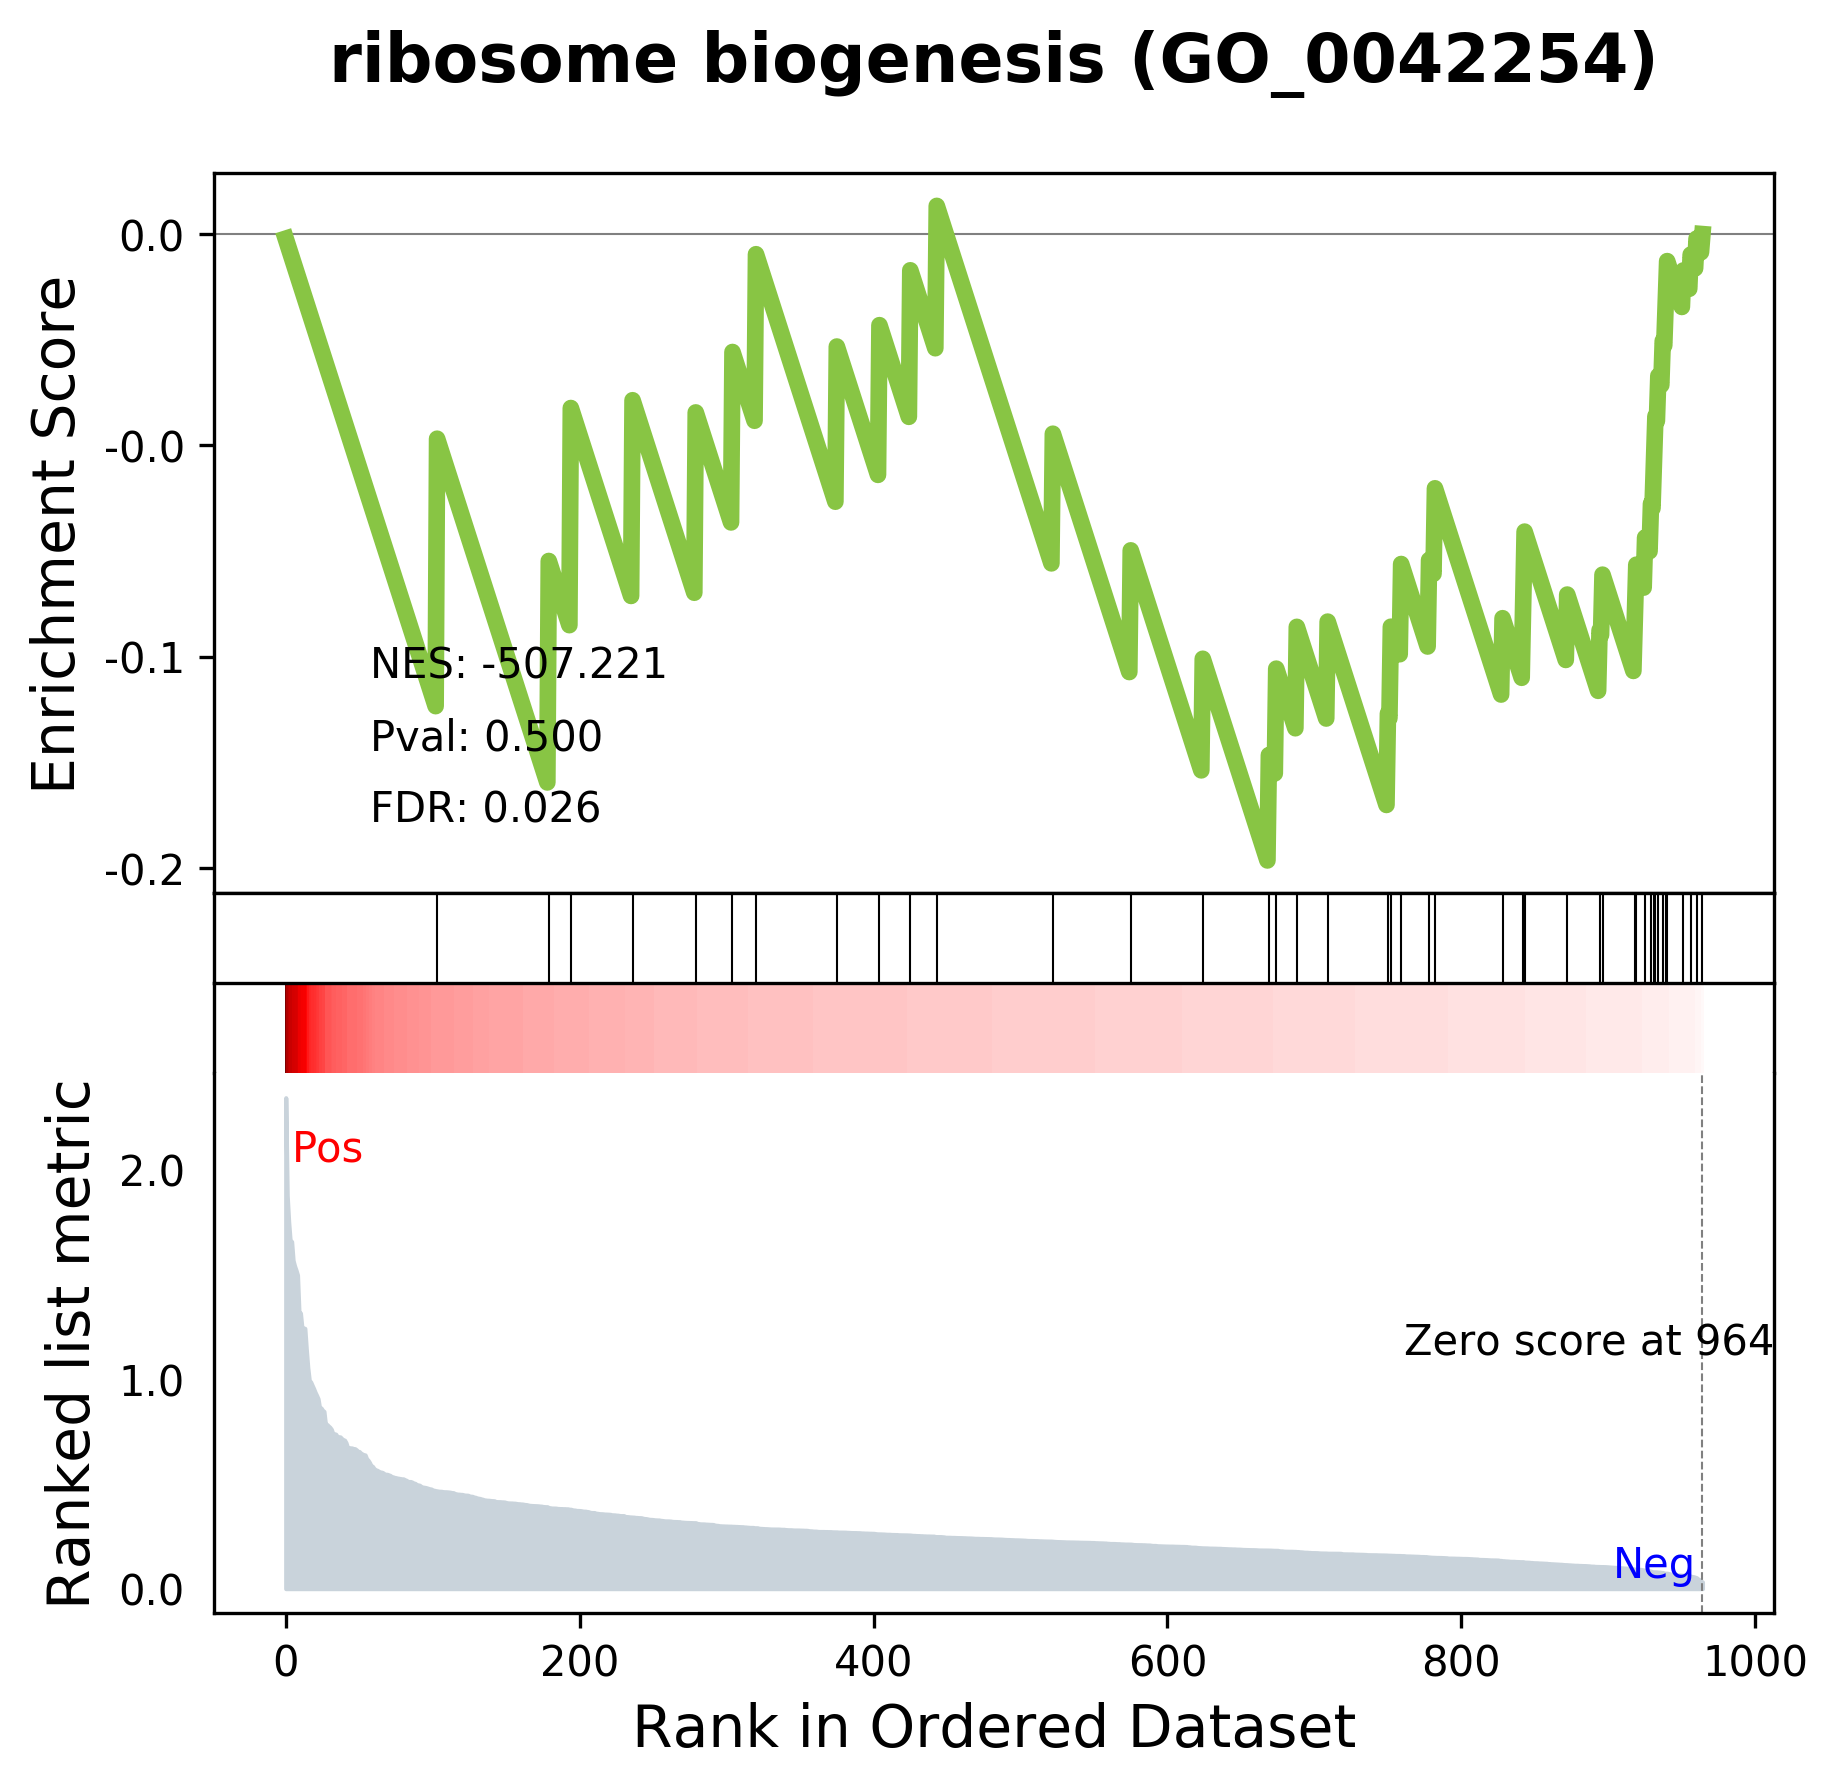 ribosome biogenesis (GO_0042254)
Enrichment Score
0.0
-0.0
-0.1
-0.2
NES: -507.221
Pval: 0.500
FDR: 0.026
Ranked list metric
2.0
1.0
0.0
Pos
Zero score at 964
Neg
0 200 400 600 800 1000
Rank in Ordered Dataset